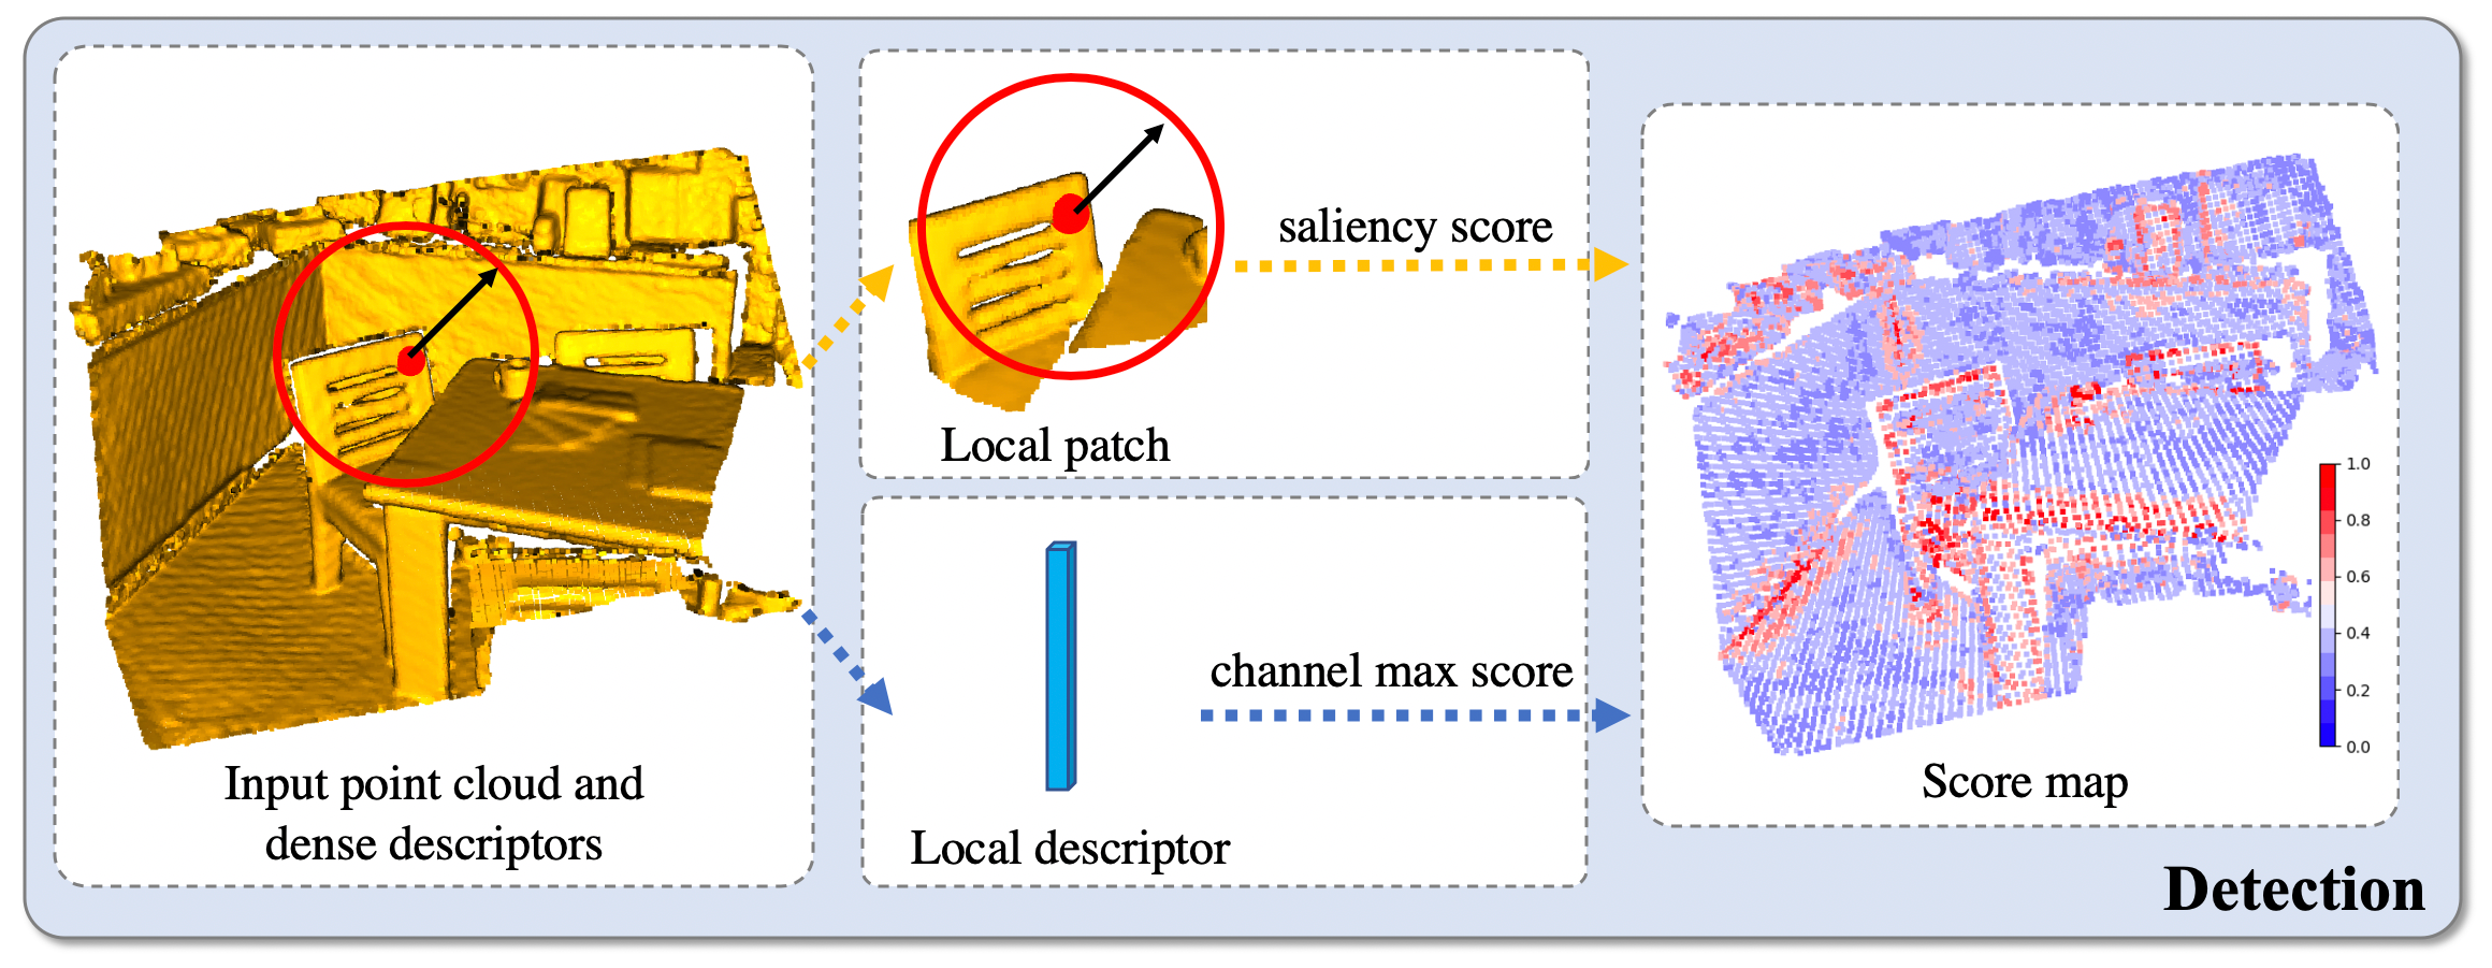 Input point cloud and
dense descriptors
Local patch
saliency score
Local descriptor
channel max score
1.0
0.8
0.6
0.4
0.2
0.0
Score map
Detection